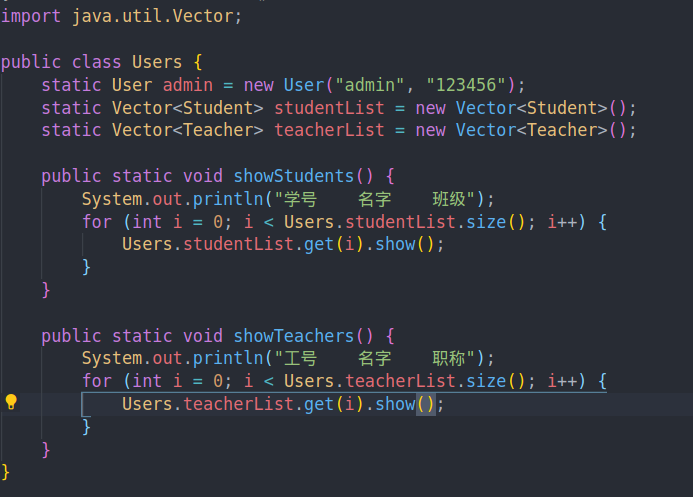 import java.util.Vector;
public class Users {
    static User admin = new User("admin", "123456");
    static Vector<Student> studentList = new Vector<Student>();
    static Vector<Teacher> teacherList = new Vector<Teacher>();
    public static void showStudents() {
        System.out.println("学号    名字    班级");
        for (int i = 0; i < Users.studentList.size(); i++) {
            Users.studentList.get(i).show();
        }
    }
    public static void showTeachers() {
        System.out.println("工号    名字    职称");
        for (int i = 0; i < Users.teacherList.size(); i++) {
            Users.teacherList.get(i).show();
        }
    }
}